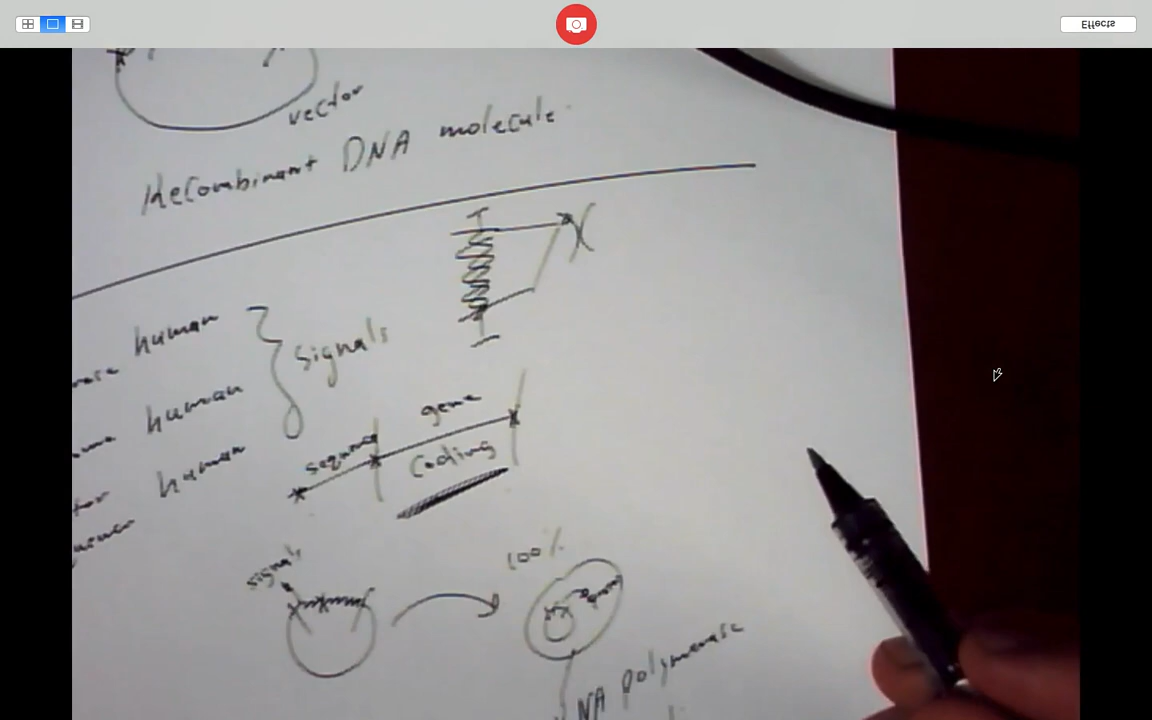 Effects
vector
Recombinant DNA molecule
human
human
human
signals
sequence
gene
coding
signals
100%
NA polymerase